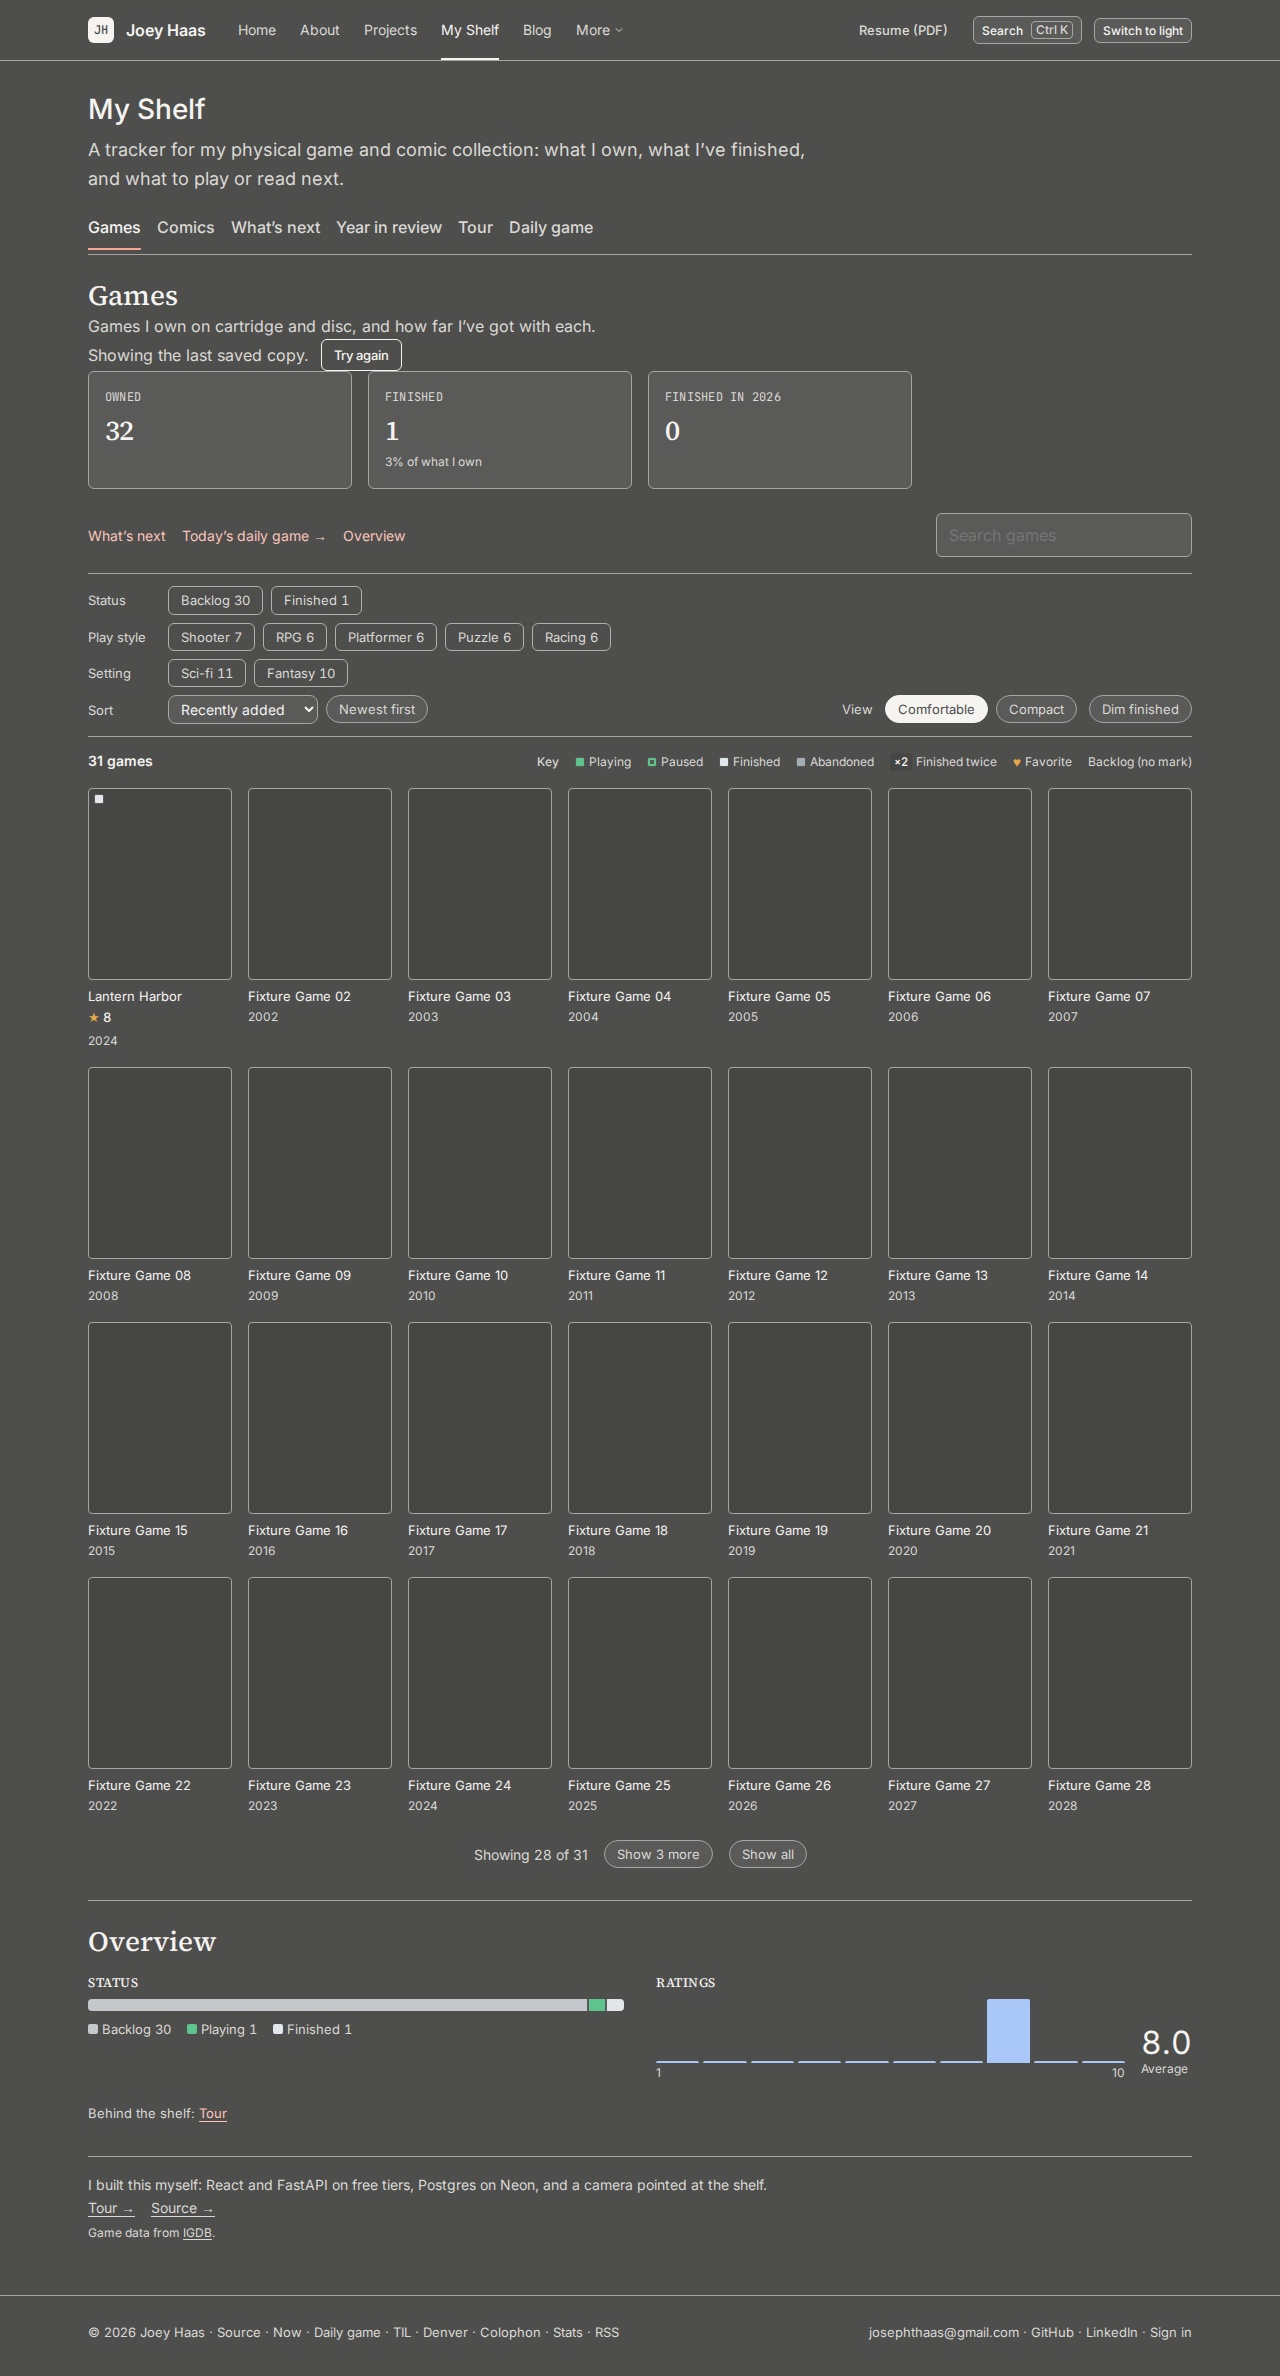 JH Joey Haas Home About Projects My Shelf Blog More Resume (PDF) Search Ctrl K Switch to light
My Shelf
A tracker for my physical game and comic collection: what I own, what I’ve finished,
and what to play or read next.
Games Comics What’s next Year in review Tour Daily game
Games
Games I own on cartridge and disc, and how far I’ve got with each.
Showing the last saved copy. Try again
OWNED FINISHED FINISHED IN 2026
32 1 0
3% of what I own
What’s next Today’s daily game → Overview Search games
Status Backlog 30 Finished 1
Play style Shooter 7 RPG 6 Platformer 6 Puzzle 6 Racing 6
Setting Sci-fi 11 Fantasy 10
Sort Recently added Newest first View Comfortable Compact Dim finished
31 games Key Playing Paused Finished Abandoned ×2 Finished twice ♥ Favorite Backlog (no mark)
Lantern Harbor Fixture Game 02 Fixture Game 03 Fixture Game 04 Fixture Game 05 Fixture Game 06 Fixture Game 07
★ 8 2002 2003 2004 2005 2006 2007
2024
Fixture Game 08 Fixture Game 09 Fixture Game 10 Fixture Game 11 Fixture Game 12 Fixture Game 13 Fixture Game 14
2008 2009 2010 2011 2012 2013 2014
Fixture Game 15 Fixture Game 16 Fixture Game 17 Fixture Game 18 Fixture Game 19 Fixture Game 20 Fixture Game 21
2015 2016 2017 2018 2019 2020 2021
Fixture Game 22 Fixture Game 23 Fixture Game 24 Fixture Game 25 Fixture Game 26 Fixture Game 27 Fixture Game 28
2022 2023 2024 2025 2026 2027 2028
Showing 28 of 31 Show 3 more Show all
Overview
STATUS RATINGS
Backlog 30 Playing 1 Finished 1
8.0
1 10 Average
Behind the shelf: Tour
I built this myself: React and FastAPI on free tiers, Postgres on Neon, and a camera pointed at the shelf.
Tour → Source →
Game data from IGDB.
© 2026 Joey Haas · Source · Now · Daily game · TIL · Denver · Colophon · Stats · RSS josephthaas@gmail.com · GitHub · LinkedIn · Sign in